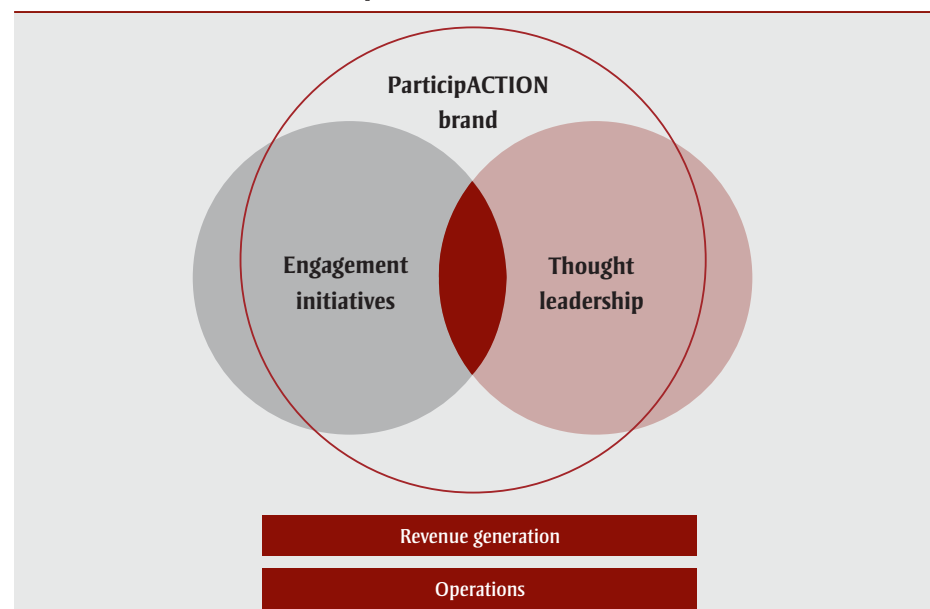 ParticipACTION
brand
Engagement
initiatives
Thought
leadership
Revenue generation
Operations